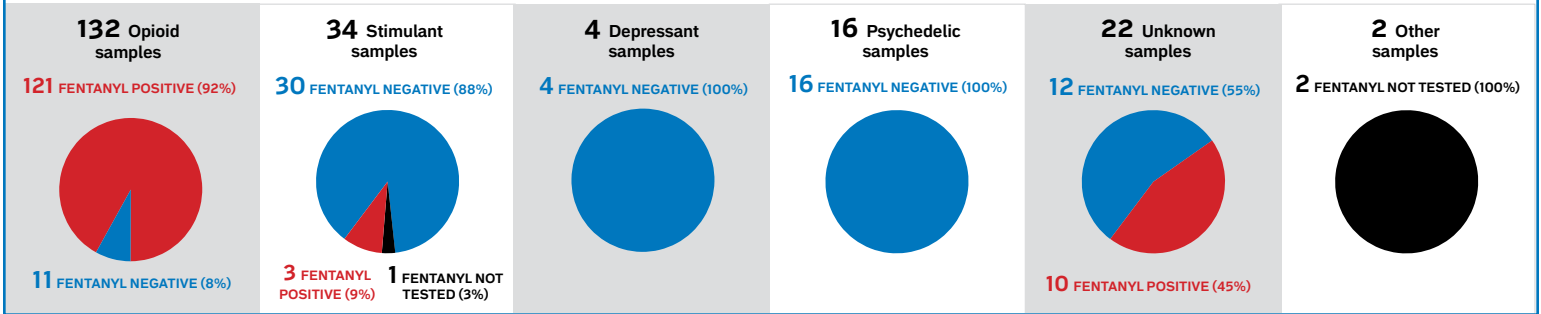 132 Opioid
samples
121 FENTANYL POSITIVE (92%)
11 FENTANYL NEGATIVE (8%)
34 Stimulant
samples
30 FENTANYL NEGATIVE (88%)
3 FENTANYL
POSITIVE (9%)
1 FENTANYL NOT
TESTED (3%)
4 Depressant
samples
4 FENTANYL NEGATIVE (100%)
16 Psychedelic
samples
16 FENTANYL NEGATIVE (100%)
22 Unknown
samples
12 FENTANYL NEGATIVE (55%)
10 FENTANYL POSITIVE (45%)
2 Other
samples
2 FENTANYL NOT TESTED (100%)